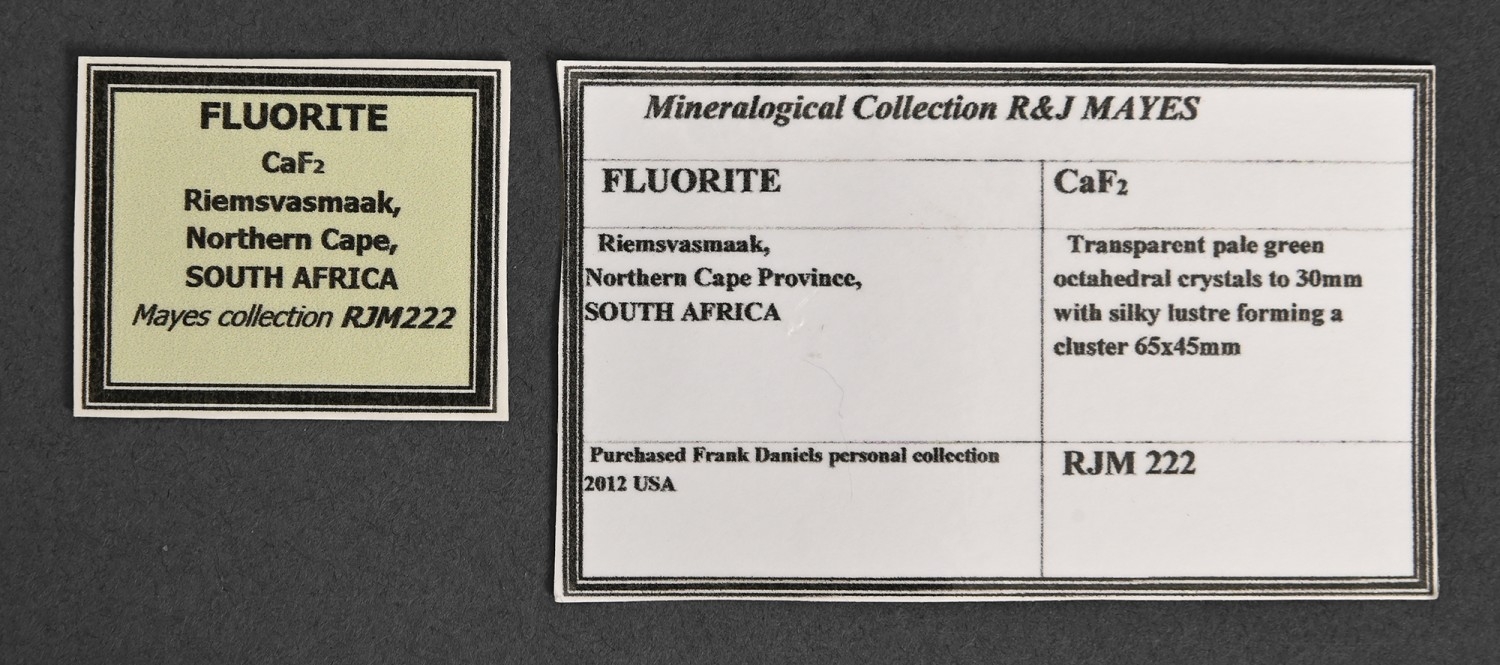 FLUORITE
CaF₂
Riemsvasmaak,
Northern Cape,
SOUTH AFRICA
Mayes collection RJM222
Mineralogical Collection R&J MAYES
FLUORITE
CaF₂
Riemsvasmaak,
Northern Cape Province,
SOUTH AFRICA
Transparent pale green
octahedral crystals to 30mm
with silky lustre forming a
cluster 65x45mm
Purchased Frank Daniels personal collection
2012 USA
RJM 222